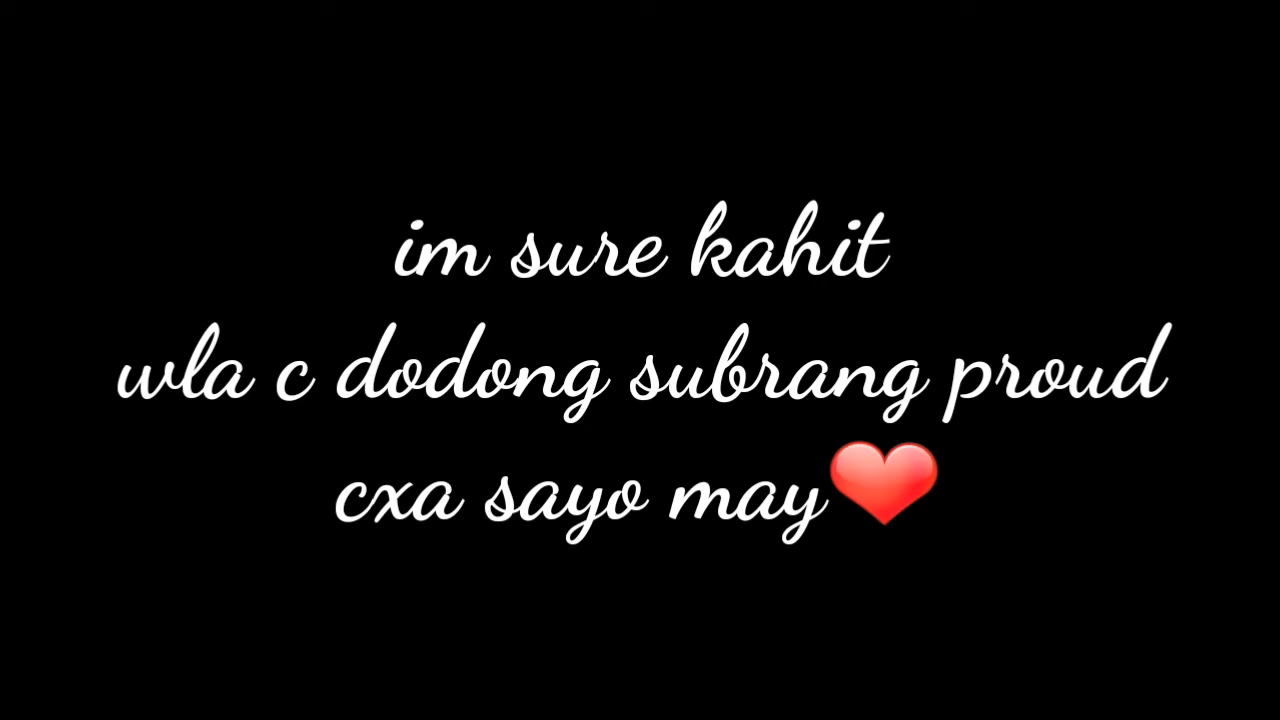 im sure kahit
wla c dodong subrang proud
cxa sayo may❤